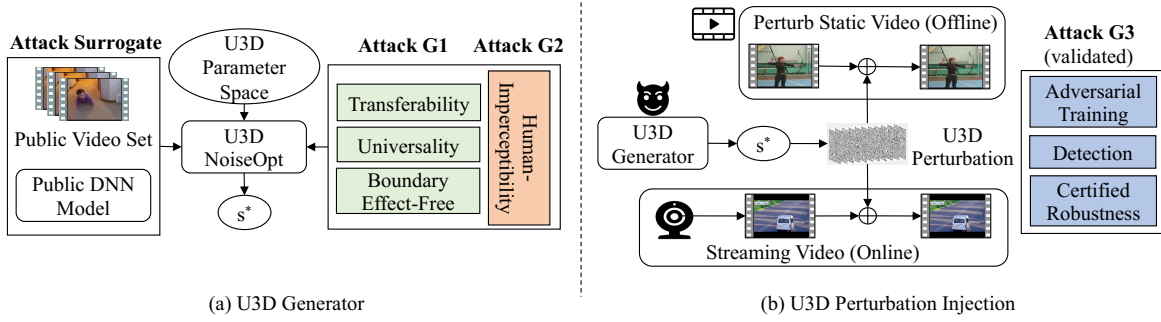 Attack Surrogate
Public Video Set
Public DNN
Model
U3D
Parameter
Space
U3D
NoiseOpt
s*
Attack G1
Attack G2
Transferability
Universality
Boundary
Effect-Free
Human-
Imperceptibility
(a) U3D Generator
Perturb Static Video (Offline)
U3D
Generator
s*
U3D
Perturbation
Streaming Video (Online)
Attack G3
(validated)
Adversarial
Training
Detection
Certified
Robustness
(b) U3D Perturbation Injection